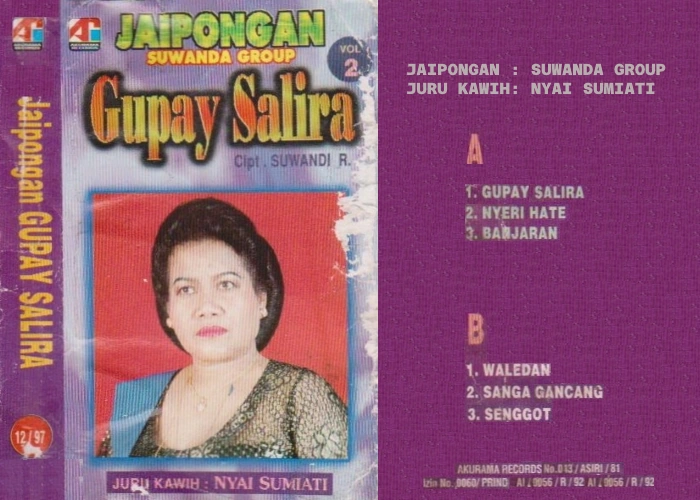 Jaipongan GUPAY SALIRA
12/97
JAIPONGAN
SUWANDA GROUP
VOL
2
Gupay Salira
Cipt . SUWANDI R.
JURU KAWIH : NYAI SUMIATI
JAIPONGAN : SUWANDA GROUP
JURU KAWIH: NYAI SUMIATI
A
1. GUPAY SALIRA
2. NYERI HATE
3. BANJARAN
B
1. WALEDAN
2. SANGA GANCANG
3. SENGGOT
AKURAMA RECORDS No.013 / ASIRI / 81